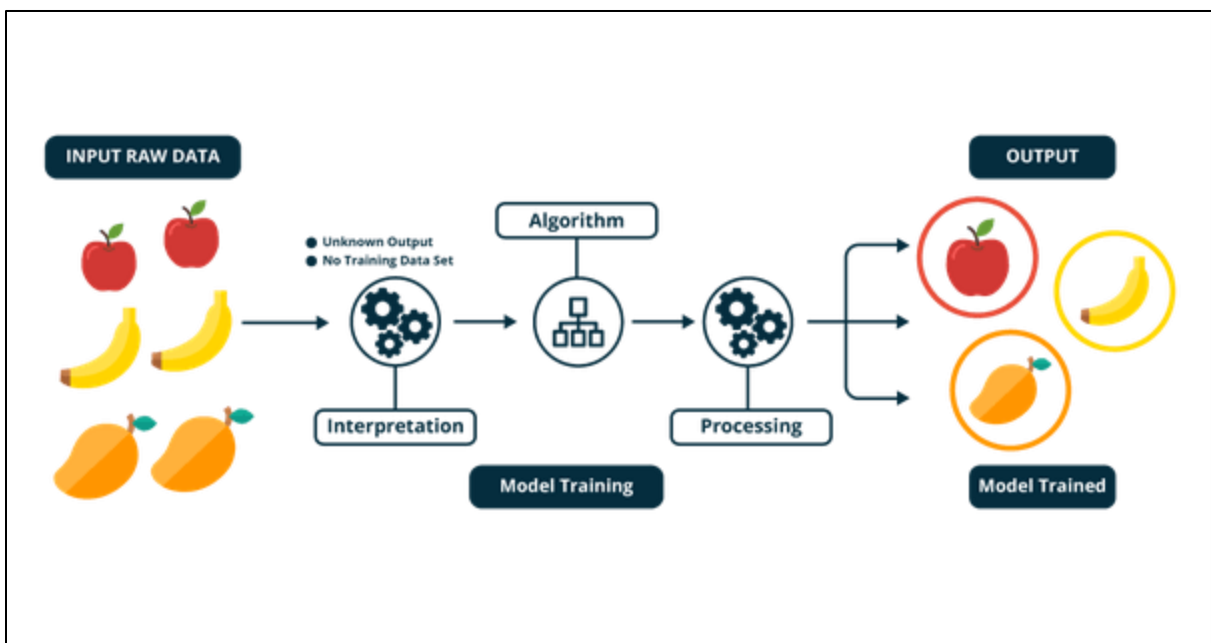 INPUT RAW DATA
OUTPUT
Algorithm
Unknown Output
No Training Data Set
Interpretation
Processing
Model Training
Model Trained